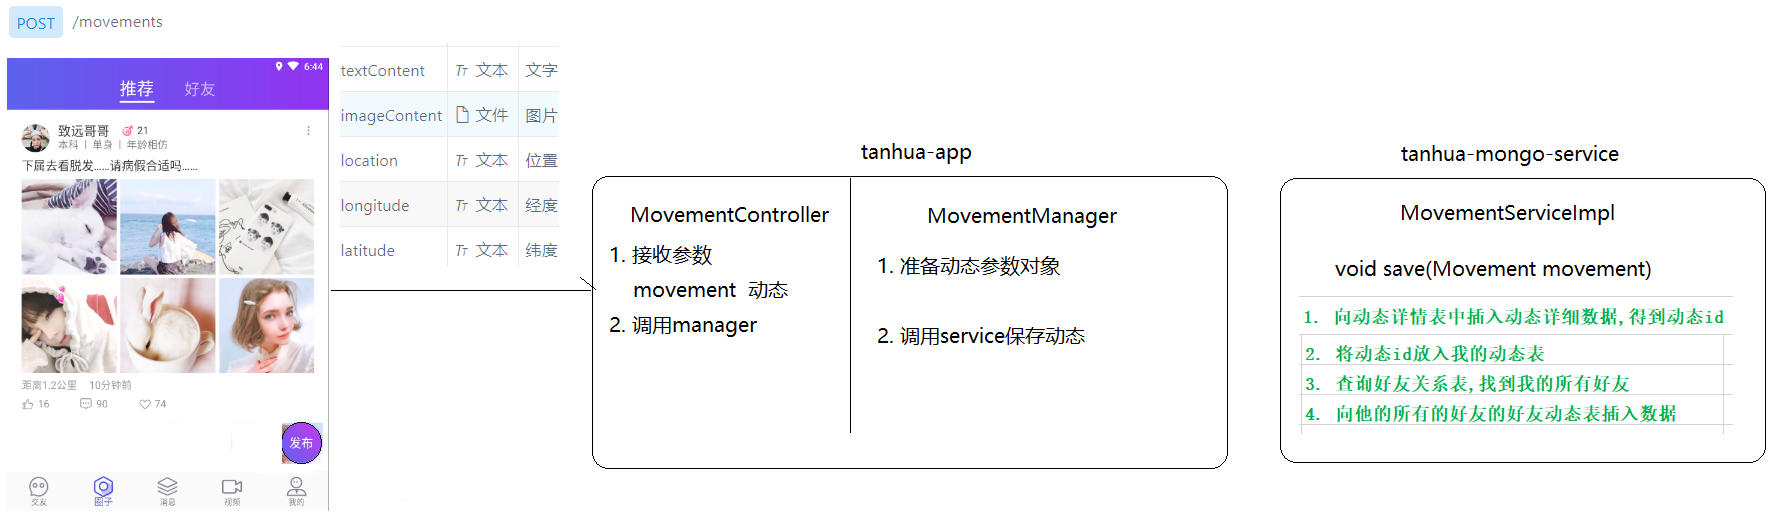 POST /movements
6:44
推荐 好友
致远哥哥 21
本科 | 单身 | 年龄相仿
下属去看脱发......请病假合适吗......
距离1.2公里 10分钟前
16 90 74
发布
交友 圈子 消息 视频 我的
textContent Tт 文本 文字
imageContent 文件 图片
location Tт 文本 位置
longitude Tт 文本 经度
latitude Tт 文本 纬度
tanhua-app
MovementController
1. 接收参数
movement 动态
2. 调用manager
MovementManager
1. 准备动态参数对象
2. 调用service保存动态
tanhua-mongo-service
MovementServiceImpl
void save(Movement movement)
1. 向动态详情表中插入动态详细数据,得到动态id
2. 将动态id放入我的动态表
3. 查询好友关系表,找到我的所有好友
4. 向他的所有的好友的好友动态表插入数据